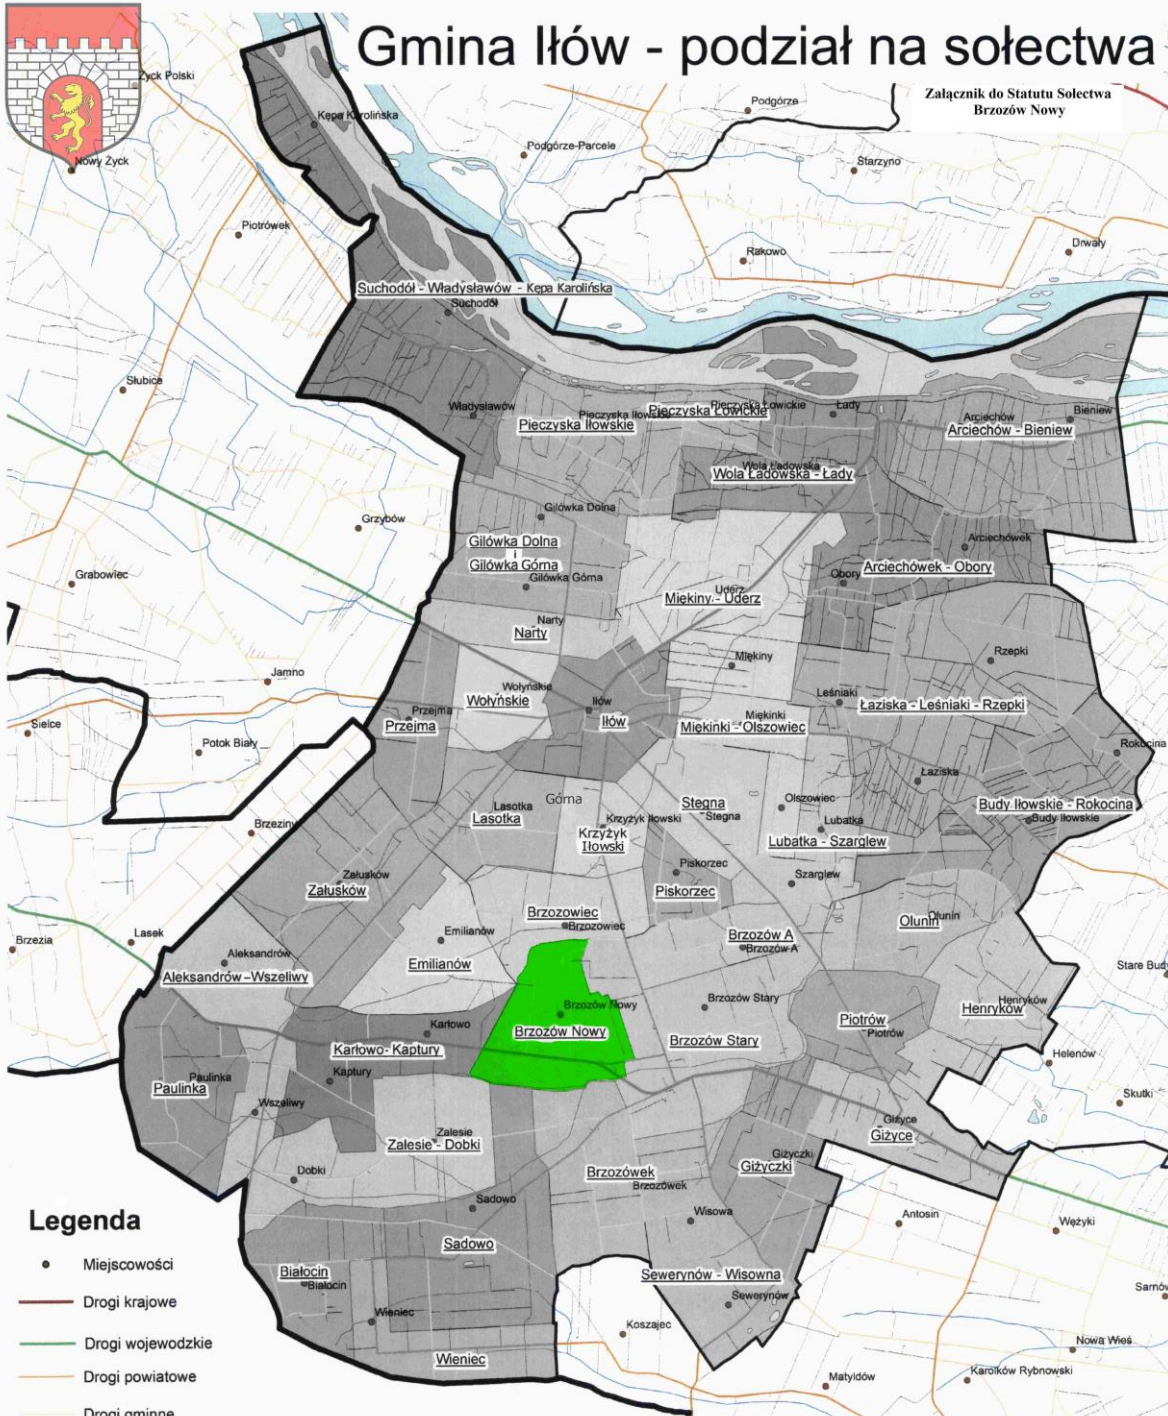 Gmina Iłów - podział na sołectwa
Załącznik do Statutu Sołectwa
Brzozów Nowy
Życk Polski
Nowy Życk
Kępa Karolińska
Podgórze
Podgórze-Parcele
Starzyno
Piotrówek
Rakowo
Drwały
Suchodół - Władysławów - Kępa Karolińska
Suchodół
Słubice
Władysławów
Pieczyska Iłowskie
Pieczyska Iłowskie
Pieczyska Łowickie
Pieczyska Łowickie
Łady
Arciechów
Bieniew
Arciechów - Bieniew
Wola Ładowska
Wola Ładowska - Łady
Grzybów
Gilówka Dolna
Gilówka Dolna
i
Gilówka Górna
Gilówka Górna
Arciechówek
Arciechówek - Obory
Obory
Grabowiec
Uderz
Miękiny - Uderz
Narty
Narty
Miękiny
Rzepki
Jamno
Wołyńskie
Wołyńskie
Iłów
Iłów
Leśniaki
Łaziska - Leśniaki - Rzepki
Sielce
Przejma
Przejma
Miękinki
Miękinki - Olszowiec
Potok Biały
Rokocina
Łaziska
Górna
Lasotka
Lasotka
Stegna
Stegna
Olszowiec
Budy Iłowskie - Rokocina
Budy Iłowskie
Brzeziny
Krzyżyk Iłowski
Krzyżyk
Iłowski
Lubatka
Lubatka - Szarglew
Załusków
Załusków
Piskorzec
Piskorzec
Szarglew
Brzozowiec
Brzozowiec
Olunin
Olunin
Brzezia
Lasek
Emilianów
Emilianów
Brzozów A
Brzozów A
Aleksandrów
Aleksandrów - Wszeliwy
Stare Budy
Brzozów Nowy
Brzozów Nowy
Brzozów Stary
Brzozów Stary
Henryków
Henryków
Piotrów
Piotrów
Karłowo
Karłowo - Kaptury
Kaptury
Helenów
Paulinka
Paulinka
Skutki
Wszeliwy
Zalesie
Zalesie - Dobki
Giżyce
Giżyce
Giżyczki
Giżyczki
Dobki
Brzozówek
Brzozówek
Sadowo
Sadowo
Wisowa
Antosin
Wężyki
Białocin
Białocin
Sewerynów - Wisowna
Sewerynów
Wieniec
Wieniec
Koszajec
Nowa Wieś
Matyldów
Karolków Rybnowski
Legenda
Miejscowości
Drogi krajowe
Drogi wojewodzkie
Drogi powiatowe
Drogi gminne